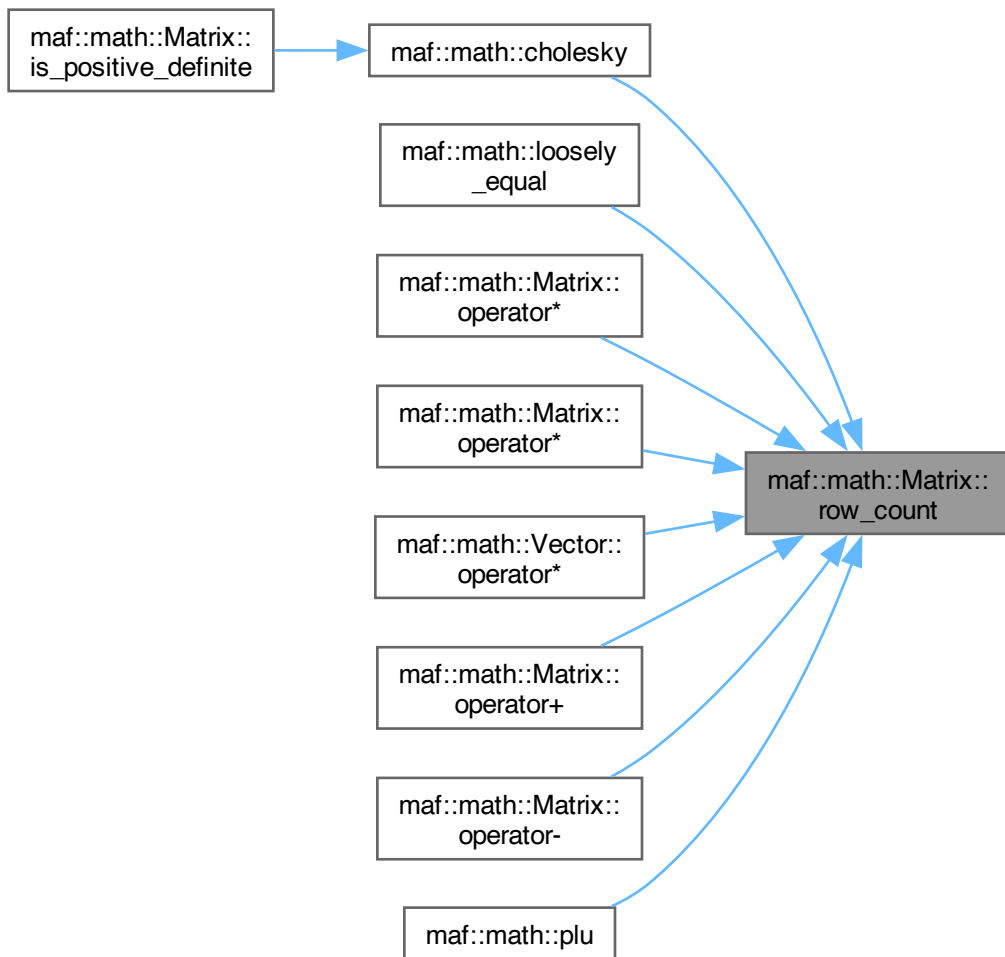 maf::math::Matrix::
is_positive_definite
maf::math::cholesky
maf::math::loosely
_equal
maf::math::Matrix::
operator*
maf::math::Matrix::
operator*
maf::math::Matrix::
row_count
maf::math::Vector::
operator*
maf::math::Matrix::
operator+
maf::math::Matrix::
operator-
maf::math::plu